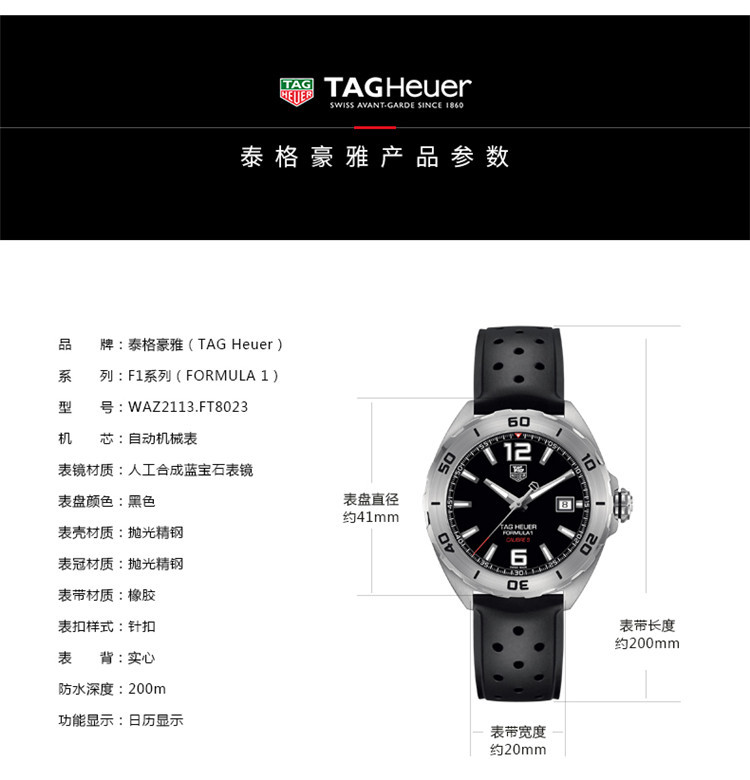 TAG
HEUER
TAGHeuer
SWISS AVANT-GARDE SINCE 1860
泰格豪雅产品参数
品 牌：泰格豪雅（TAG Heuer）
系 列：F1系列（FORMULA 1）
型 号：WAZ2113.FT8023
机 芯：自动机械表
表镜材质：人工合成蓝宝石表镜
表盘颜色：黑色
表壳材质：抛光精钢
表冠材质：抛光精钢
表带材质：橡胶
表扣样式：针扣
表 背：实心
防水深度：200m
功能显示：日历显示
表盘直径
约41mm
60
10
20
30
40
50
12
TAG
HEUER
8
TAG HEUER
FORMULA 1
CALIBRE 5
6
表带长度
约200mm
表带宽度
约20mm